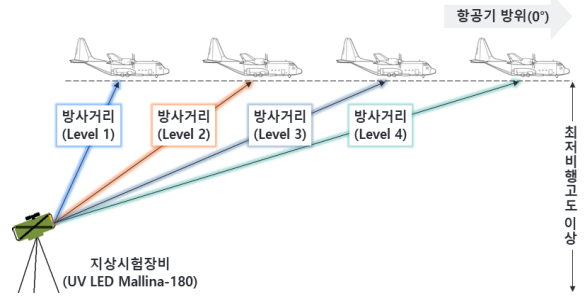 항공기 방위(0°)
방사거리
(Level 1)
방사거리
(Level 2)
방사거리
(Level 3)
방사거리
(Level 4)
최저비행고도 이상
지상시험장비
(UV LED Mallina-180)